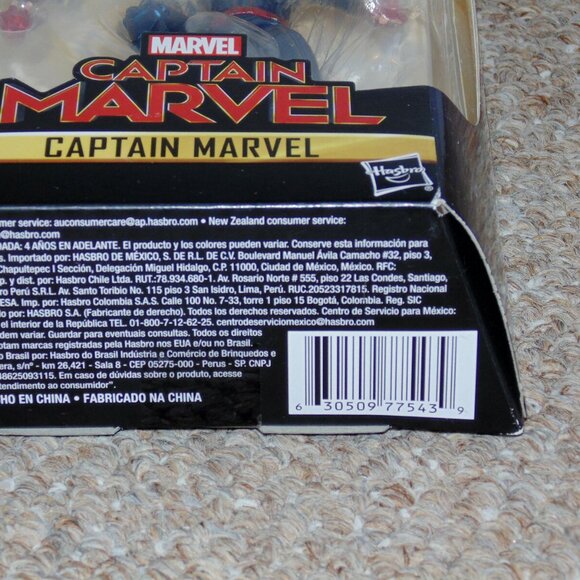 MARVEL
CAPTAIN
MARVEL
CAPTAIN MARVEL
Hasbro
mer service: auconsumercare@ap.hasbro.com • New Zealand consumer service:
@hasbro.com
DADA: 4 AÑOS EN ADELANTE. El producto y los colores pueden variar. Conserve esta información para
s. Importado por: HASBRO DE MÉXICO, S. DE R.L. DE C.V. Boulevard Manuel Ávila Camacho #32, piso 3,
Chapultepec I Sección, Delegación Miguel Hidalgo, C.P. 11000, Ciudad de México, México. RFC:
p. y dist. por: Hasbro Chile Ltda. RUT.:78.934.680-1. Av. Rosario Norte # 555, piso 22 Las Condes, Santiago,
ro Perú S.R.L. Av. Santo Toribio No. 115 piso 3 San Isidro, Lima, Perú. RUC.20523317815. Registro Nacional
ESA. Imp. por: Hasbro Colombia S.A.S. Calle 100 No. 7-33, torre 1 piso 15 Bogotá, Colombia. Reg. SIC
or: HASBRO S.A. (Fabricante de derecho). Todos los derechos reservados. Centro de Servicio para México:
el interior de la República TEL. 01-800-7-12-62-25. centrodeserviciomexico@hasbro.com
dem variar. Guardar para eventuais consultas. Todos os direitos
otam marcas registradas pela Hasbro nos EUA e/ou no Brasil.
o Brasil por: Hasbro do Brasil Indústria e Comércio de Brinquedos e
era, s/nº - km 26,421 - Sala 8 - CEP 05275-000 - Perus - SP. CNPJ
38625093115. Em caso de dúvidas sobre o produto, acesse
tendimento ao consumidor".
HO EN CHINA • FABRICADO NA CHINA
6 30509 77543 9